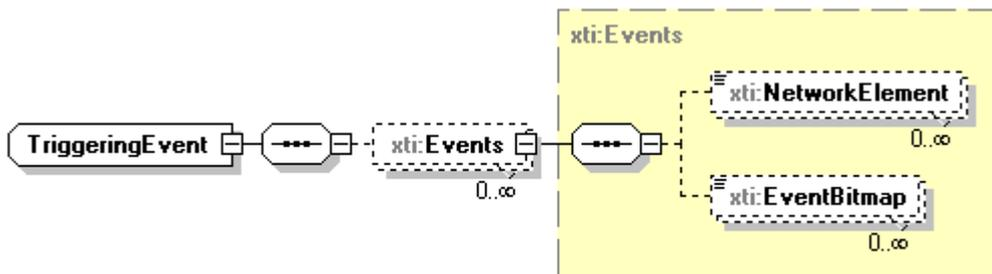 xti:Events
xti:NetworkElement
0..∞
TriggeringEvent
xti:Events
0..∞
xti:EventBitmap
0..∞